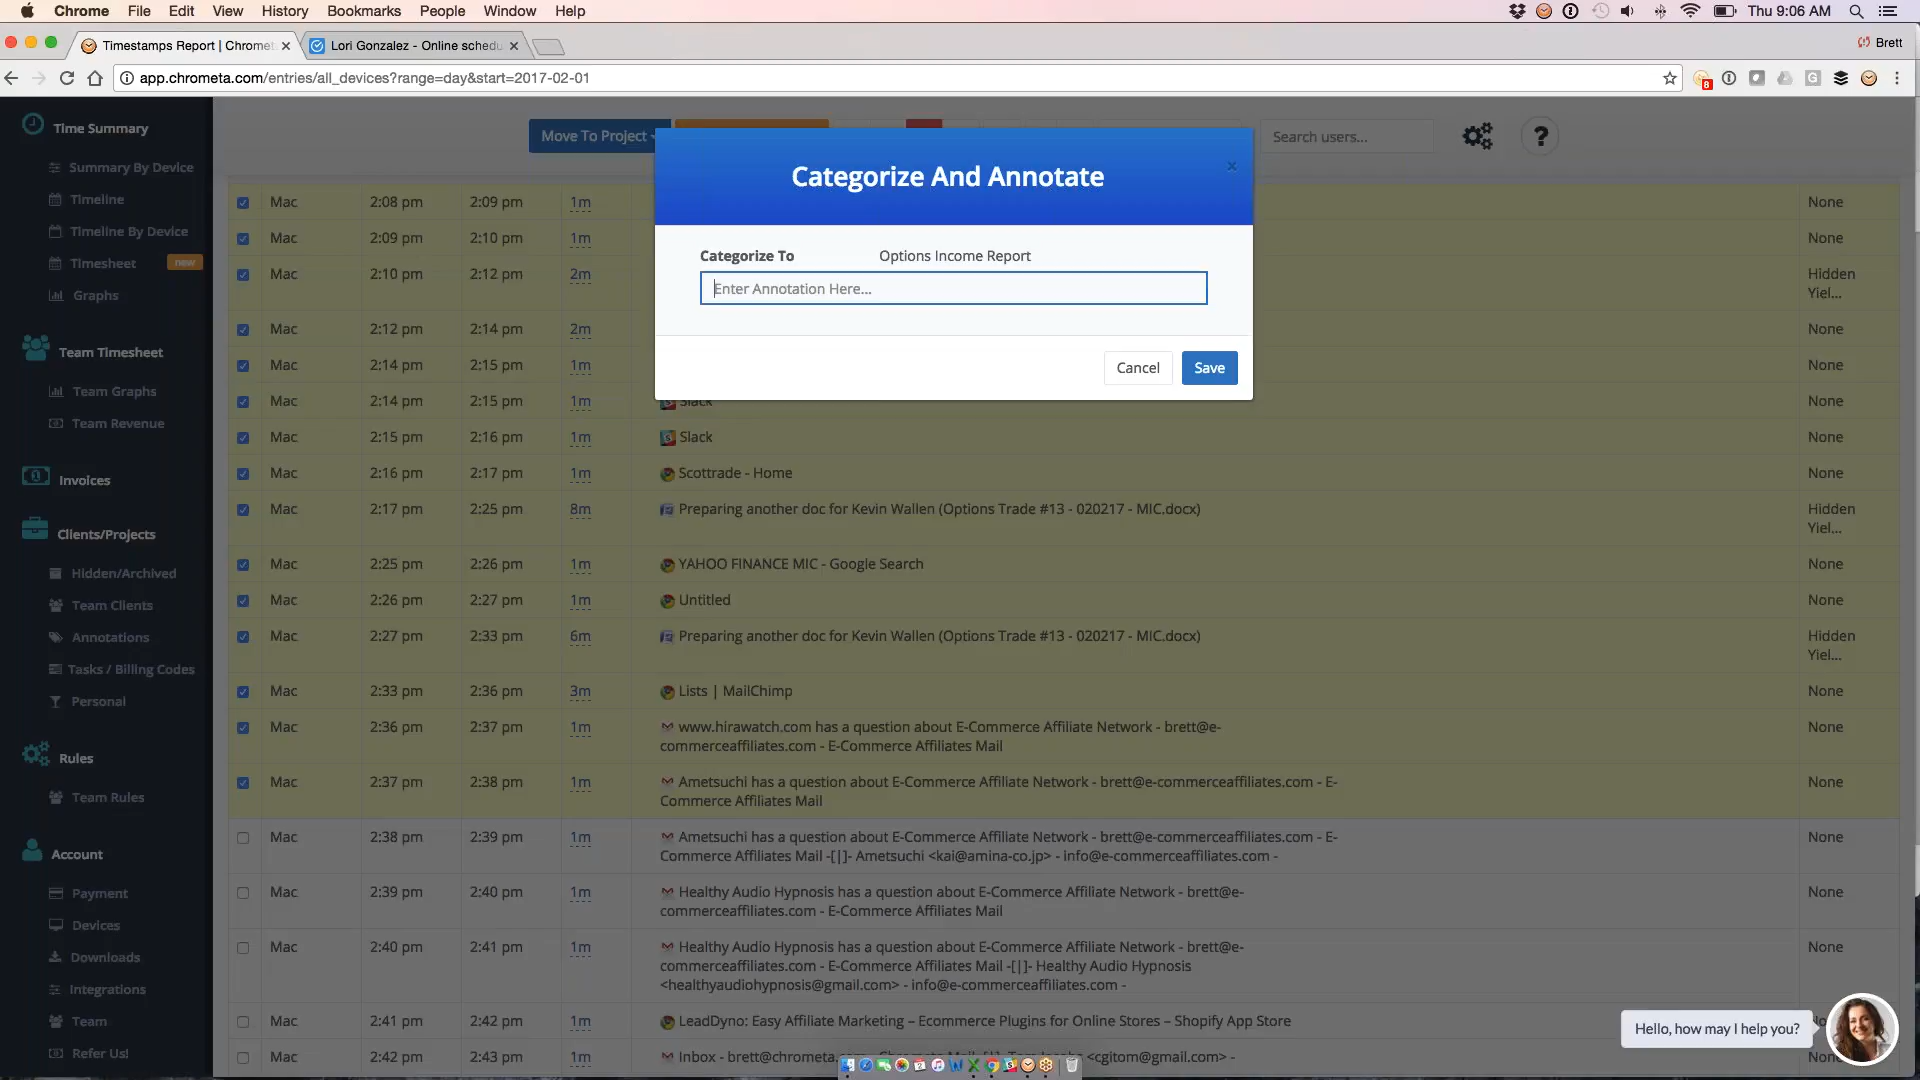 Chrome File Edit View History Bookmarks People Window Help Thu 9:06 AM
Timestamps Report | Chromet Lori Gonzalez - Online schedu Brett
app.chrometa.com/entries/all_devices?range=day&start=2017-02-01 8
Time Summary
Summary By Device
Timeline
Timeline By Device
Timesheet new
Graphs
Team Timesheet
Team Graphs
Team Revenue
Invoices
Clients/Projects
Hidden/Archived
Team Clients
Annotations
Tasks / Billing Codes
Personal
Rules
Team Rules
Account
Payment
Devices
Downloads
Integrations
Team
Refer Us!
Move To Project Search users... ?
Categorize And Annotate ×
Categorize To Options Income Report
Enter Annotation Here...
Cancel Save
Mac 2:08 pm 2:09 pm 1m None
Mac 2:09 pm 2:10 pm 1m None
Mac 2:10 pm 2:12 pm 2m Hidden
Yiel...
Mac 2:12 pm 2:14 pm 2m None
Mac 2:14 pm 2:15 pm 1m None
Mac 2:14 pm 2:15 pm 1m Slack None
Mac 2:15 pm 2:16 pm 1m Slack None
Mac 2:16 pm 2:17 pm 1m Scottrade - Home None
Mac 2:17 pm 2:25 pm 8m Preparing another doc for Kevin Wallen (Options Trade #13 - 020217 - MIC.docx) Hidden
Yiel...
Mac 2:25 pm 2:26 pm 1m YAHOO FINANCE MIC - Google Search None
Mac 2:26 pm 2:27 pm 1m Untitled None
Mac 2:27 pm 2:33 pm 6m Preparing another doc for Kevin Wallen (Options Trade #13 - 020217 - MIC.docx) Hidden
Yiel...
Mac 2:33 pm 2:36 pm 3m Lists | MailChimp None
Mac 2:36 pm 2:37 pm 1m www.hirawatch.com has a question about E-Commerce Affiliate Network - brett@e- None
commerceaffiliates.com - E-Commerce Affiliates Mail
Mac 2:37 pm 2:38 pm 1m Ametsuchi has a question about E-Commerce Affiliate Network - brett@e-commerceaffiliates.com - E- None
Commerce Affiliates Mail
Mac 2:38 pm 2:39 pm 1m Ametsuchi has a question about E-Commerce Affiliate Network - brett@e-commerceaffiliates.com - E- None
Commerce Affiliates Mail -[|]- Ametsuchi <kai@amina-co.jp> - info@e-commerceaffiliates.com -
Mac 2:39 pm 2:40 pm 1m Healthy Audio Hypnosis has a question about E-Commerce Affiliate Network - brett@e- None
commerceaffiliates.com - E-Commerce Affiliates Mail
Mac 2:40 pm 2:41 pm 1m Healthy Audio Hypnosis has a question about E-Commerce Affiliate Network - brett@e- None
commerceaffiliates.com - E-Commerce Affiliates Mail -[|]- Healthy Audio Hypnosis
<healthyaudiohypnosis@gmail.com> - info@e-commerceaffiliates.com -
Mac 2:41 pm 2:42 pm 1m LeadDyno: Easy Affiliate Marketing – Ecommerce Plugins for Online Stores – Shopify App Store
Mac 2:42 pm 2:43 pm 1m Inbox - brett@chrometa. <cgitom@gmail.com> -
Hello, how may I help you?